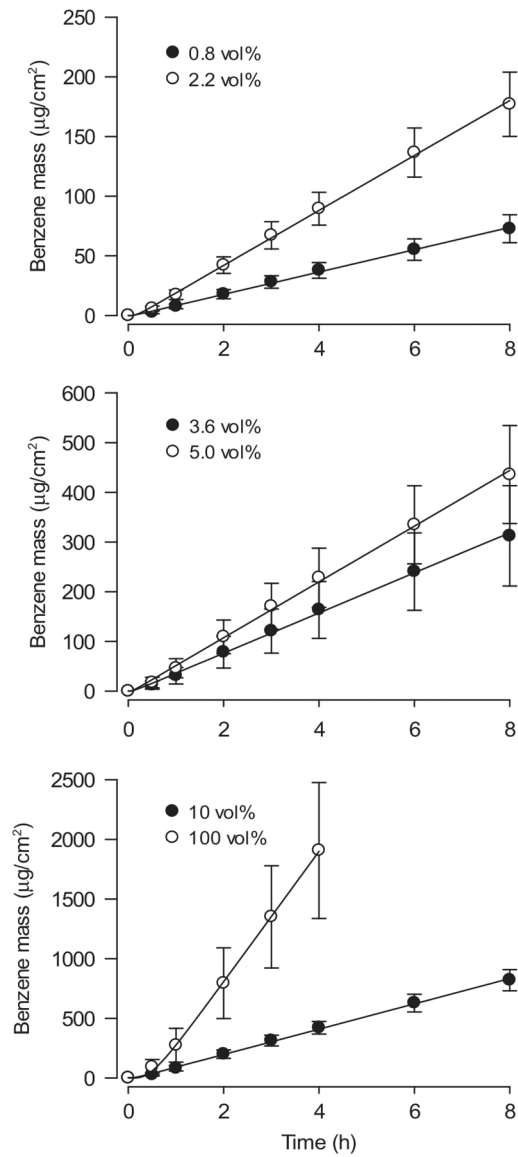 250
200
150
100
50
0
Benzene mass (μg/cm²)
0.8 vol%
2.2 vol%
0 2 4 6 8
600
500
400
300
200
100
0
Benzene mass (μg/cm²)
3.6 vol%
5.0 vol%
0 2 4 6 8
2500
2000
1500
1000
500
0
Benzene mass (μg/cm²)
10 vol%
100 vol%
0 2 4 6 8
Time (h)